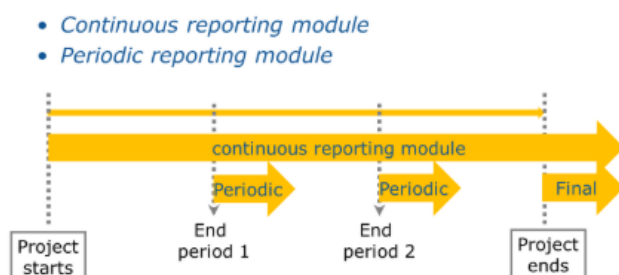 • Continuous reporting module
• Periodic reporting module
continuous reporting module
Periodic
Periodic
Final
End
period 1
End
period 2
Project
starts
Project
ends